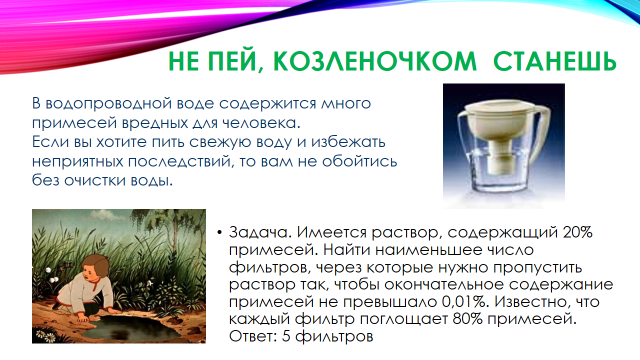 НЕ ПЕЙ, КОЗЛЕНОЧКОМ СТАНЕШЬ
В водопроводной воде содержится много
примесей вредных для человека.
Если вы хотите пить свежую воду и избежать
неприятных последствий, то вам не обойтись
без очистки воды.
• Задача. Имеется раствор, содержащий 20%
примесей. Найти наименьшее число
фильтров, через которые нужно пропустить
раствор так, чтобы окончательное содержание
примесей не превышало 0,01%. Известно, что
каждый фильтр поглощает 80% примесей.
Ответ: 5 фильтров